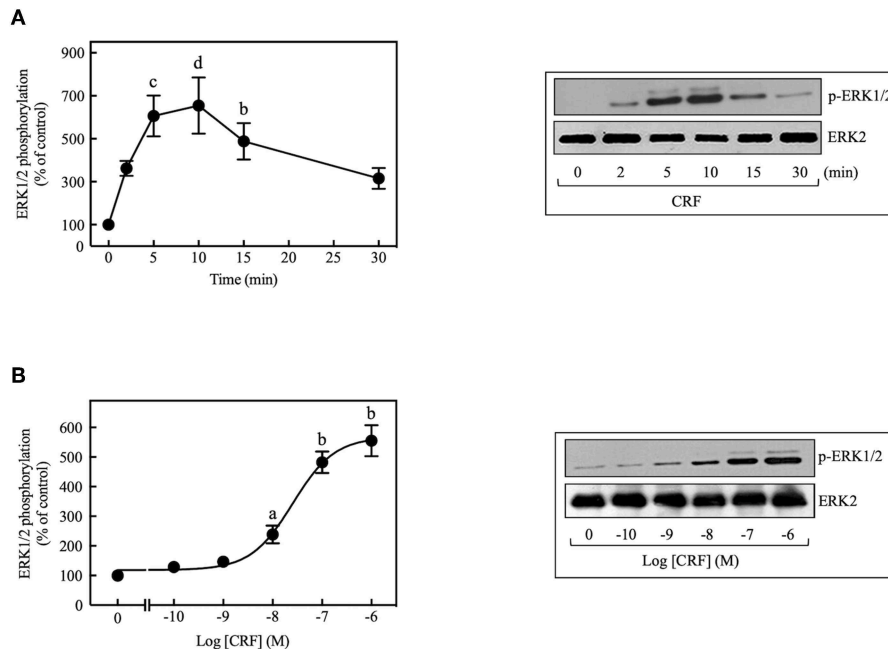 A
ERK1/2 phosphorylation
(% of control)
900
700
500
300
100
0
c
d
b
0 5 10 15 20 25 30
Time (min)
p-ERK1/2
ERK2
0 2 5 10 15 30 (min)
CRF
B
ERK1/2 phosphorylation
(% of control)
600
500
400
300
200
100
0
a
b
b
0 -10 -9 -8 -7 -6
Log [CRF] (M)
p-ERK1/2
ERK2
0 -10 -9 -8 -7 -6
Log [CRF] (M)